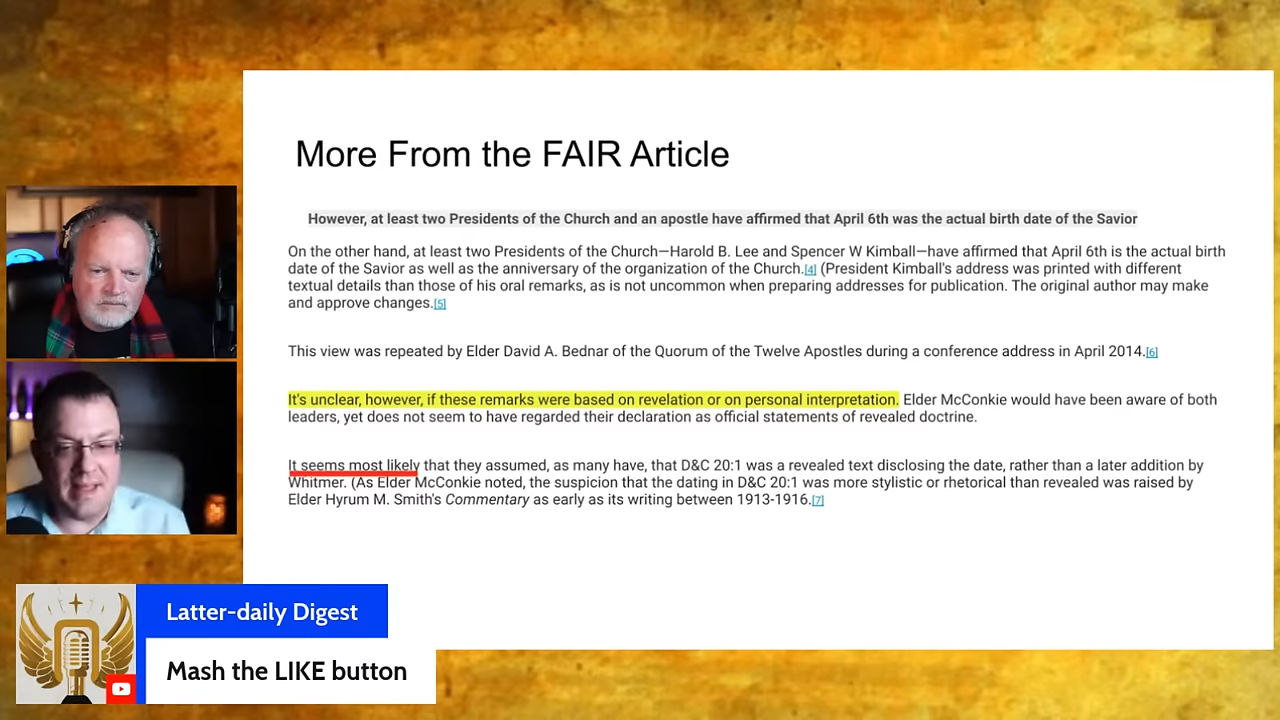 More From the FAIR Article
However, at least two Presidents of the Church and an apostle have affirmed that April 6th was the actual birth date of the Savior
On the other hand, at least two Presidents of the Church—Harold B. Lee and Spencer W Kimball—have affirmed that April 6th is the actual birth
date of the Savior as well as the anniversary of the organization of the Church.[4] (President Kimball's address was printed with different
textual details than those of his oral remarks, as is not uncommon when preparing addresses for publication. The original author may make
and approve changes.[5]
This view was repeated by Elder David A. Bednar of the Quorum of the Twelve Apostles during a conference address in April 2014.[6]
It's unclear, however, if these remarks were based on revelation or on personal interpretation. Elder McConkie would have been aware of both
leaders, yet does not seem to have regarded their declaration as official statements of revealed doctrine.
It seems most likely that they assumed, as many have, that D&C 20:1 was a revealed text disclosing the date, rather than a later addition by
Whitmer. (As Elder McConkie noted, the suspicion that the dating in D&C 20:1 was more stylistic or rhetorical than revealed was raised by
Elder Hyrum M. Smith's Commentary as early as its writing between 1913-1916.[7]
Latter-daily Digest
Mash the LIKE button